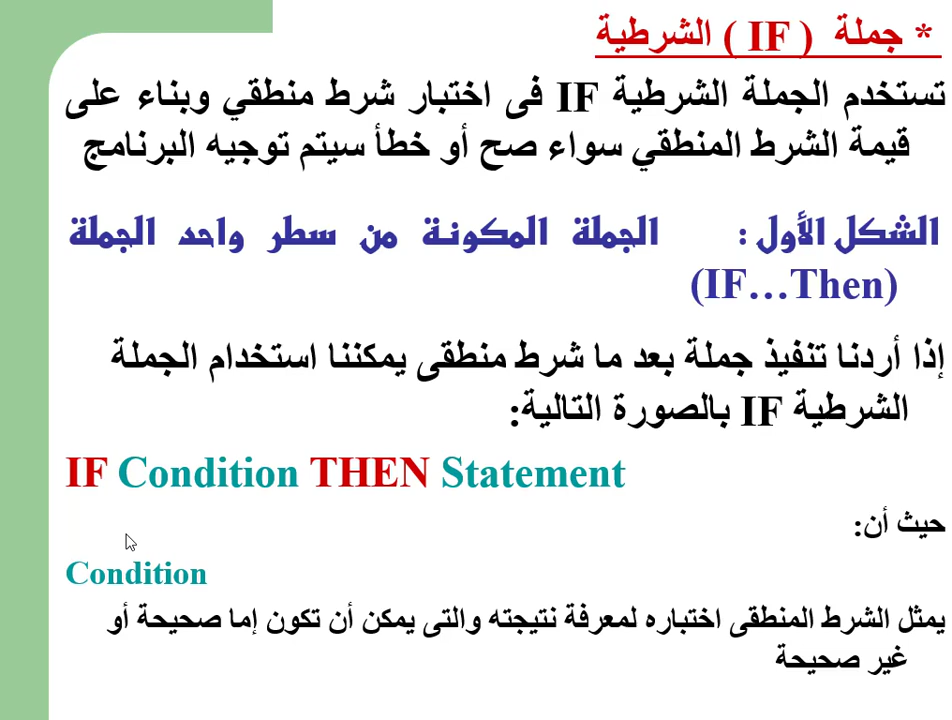 * جملة ( IF ) الشرطية
تستخدم الجملة الشرطية IF فى اختبار شرط منطقي وبناء على
قيمة الشرط المنطقي سواء صح أو خطأ سيتم توجيه البرنامج
الشكل الأول : الجملة المكونة من سطر واحد الجملة
(IF...Then)
إذا أردنا تنفيذ جملة بعد ما شرط منطقى يمكننا استخدام الجملة
الشرطية IF بالصورة التالية:
IF Condition THEN Statement
حيث أن:
Condition
يمثل الشرط المنطقى اختباره لمعرفة نتيجته والتى يمكن أن تكون إما صحيحة أو
غير صحيحة